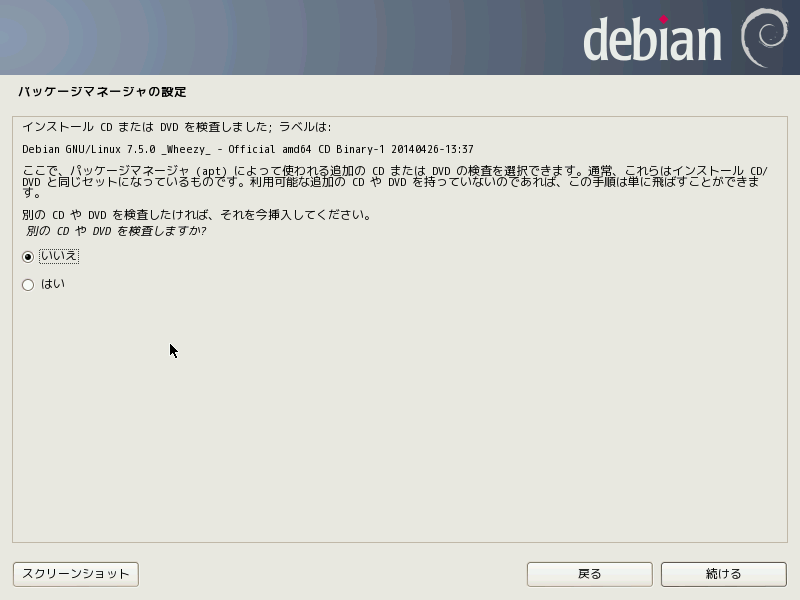 debian
パッケージマネージャの設定
インストール CD または DVD を検査しました; ラベルは:
Debian GNU/Linux 7.5.0 _Wheezy_ - Official amd64 CD Binary-1 20140426-13:37
ここで、パッケージマネージャ (apt) によって使われる追加の CD または DVD の検査を選択できます。通常、これらはインストール CD/
DVD と同じセットになっているものです。利用可能な追加の CD や DVD を持っていないのであれば、この手順は単に飛ばすことができま
す。
別の CD や DVD を検査したければ、それを今挿入してください。
別の CD や DVD を検査しますか?
いいえ
はい
スクリーンショット
戻る
続ける